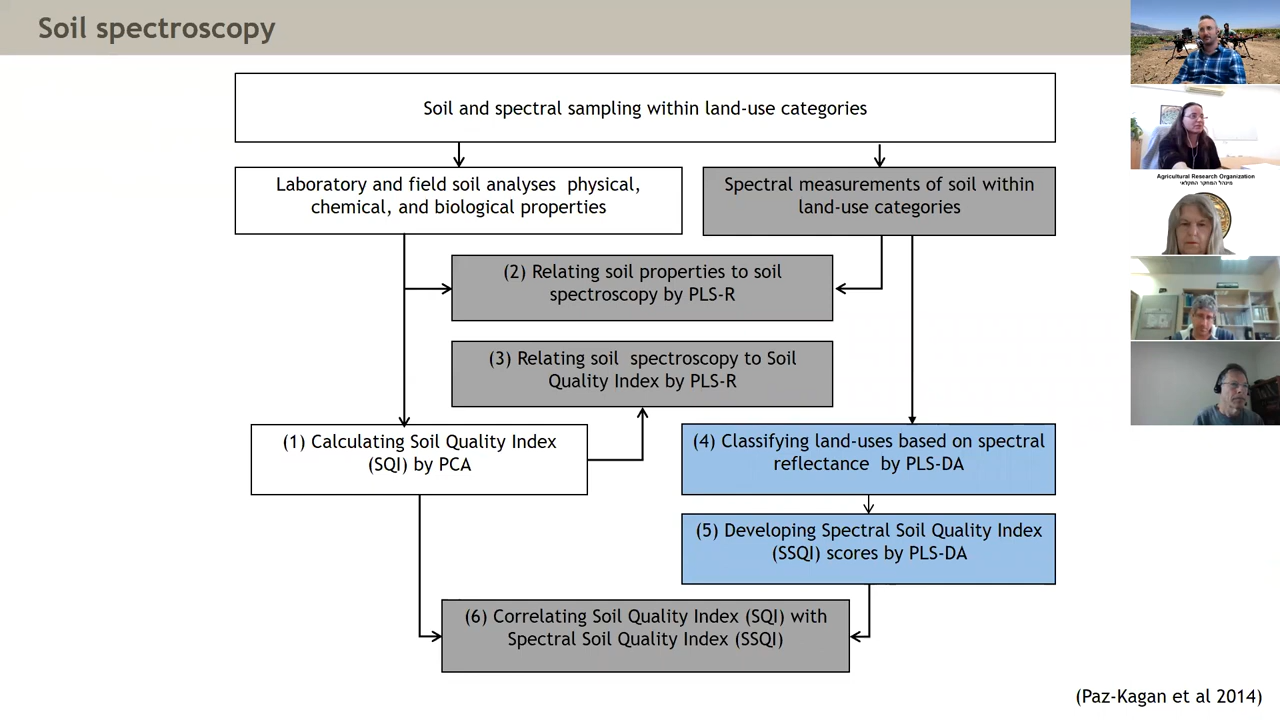 Soil spectroscopy
Soil and spectral sampling within land-use categories
Laboratory and field soil analyses physical,
chemical, and biological properties
Spectral measurements of soil within
land-use categories
(2) Relating soil properties to soil
spectroscopy by PLS-R
(3) Relating soil spectroscopy to Soil
Quality Index by PLS-R
(1) Calculating Soil Quality Index
(SQI) by PCA
(4) Classifying land-uses based on spectral
reflectance by PLS-DA
(5) Developing Spectral Soil Quality Index
(SSQI) scores by PLS-DA
(6) Correlating Soil Quality Index (SQI) with
Spectral Soil Quality Index (SSQI)
(Paz-Kagan et al 2014)
Agricultural Research Organization
מינהל המחקר החקלאי